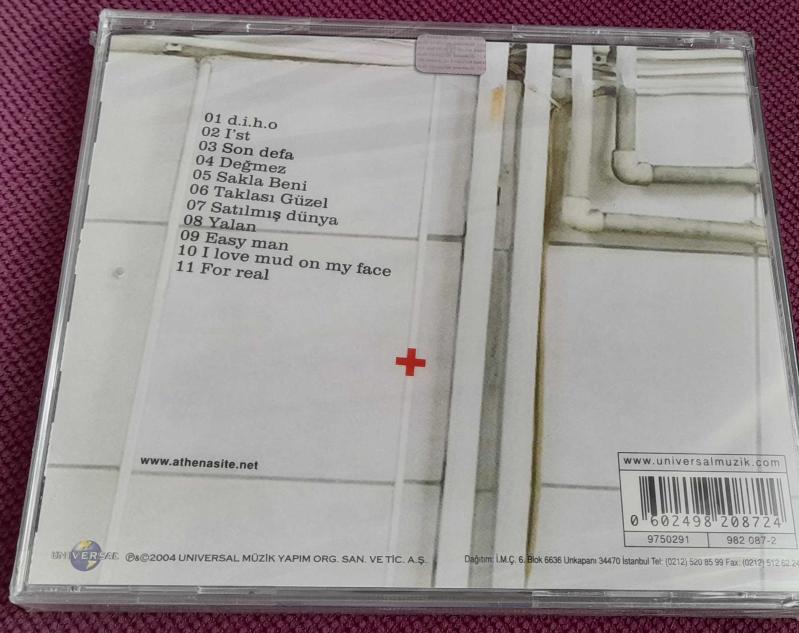 01 d.i.h.o
02 I'st
03 Son defa
04 Değmez
05 Sakla Beni
06 Taklası Güzel
07 Satılmış dünya
08 Yalan
09 Easy man
10 I love mud on my face
11 For real
www.athenasite.net
www.universalmuzik.com
0 602498 208724
9750291 982 087-2
UNIVERSAL ℗&©2004 UNIVERSAL MÜZİK YAPIM ORG. SAN. VE TİC. A.Ş.
Dağıtım: İ.M.Ç. 6. Blok 6636 Unkapanı 34470 İstanbul Tel: (0212) 520 85 99 Fax: (0212) 512 62 24